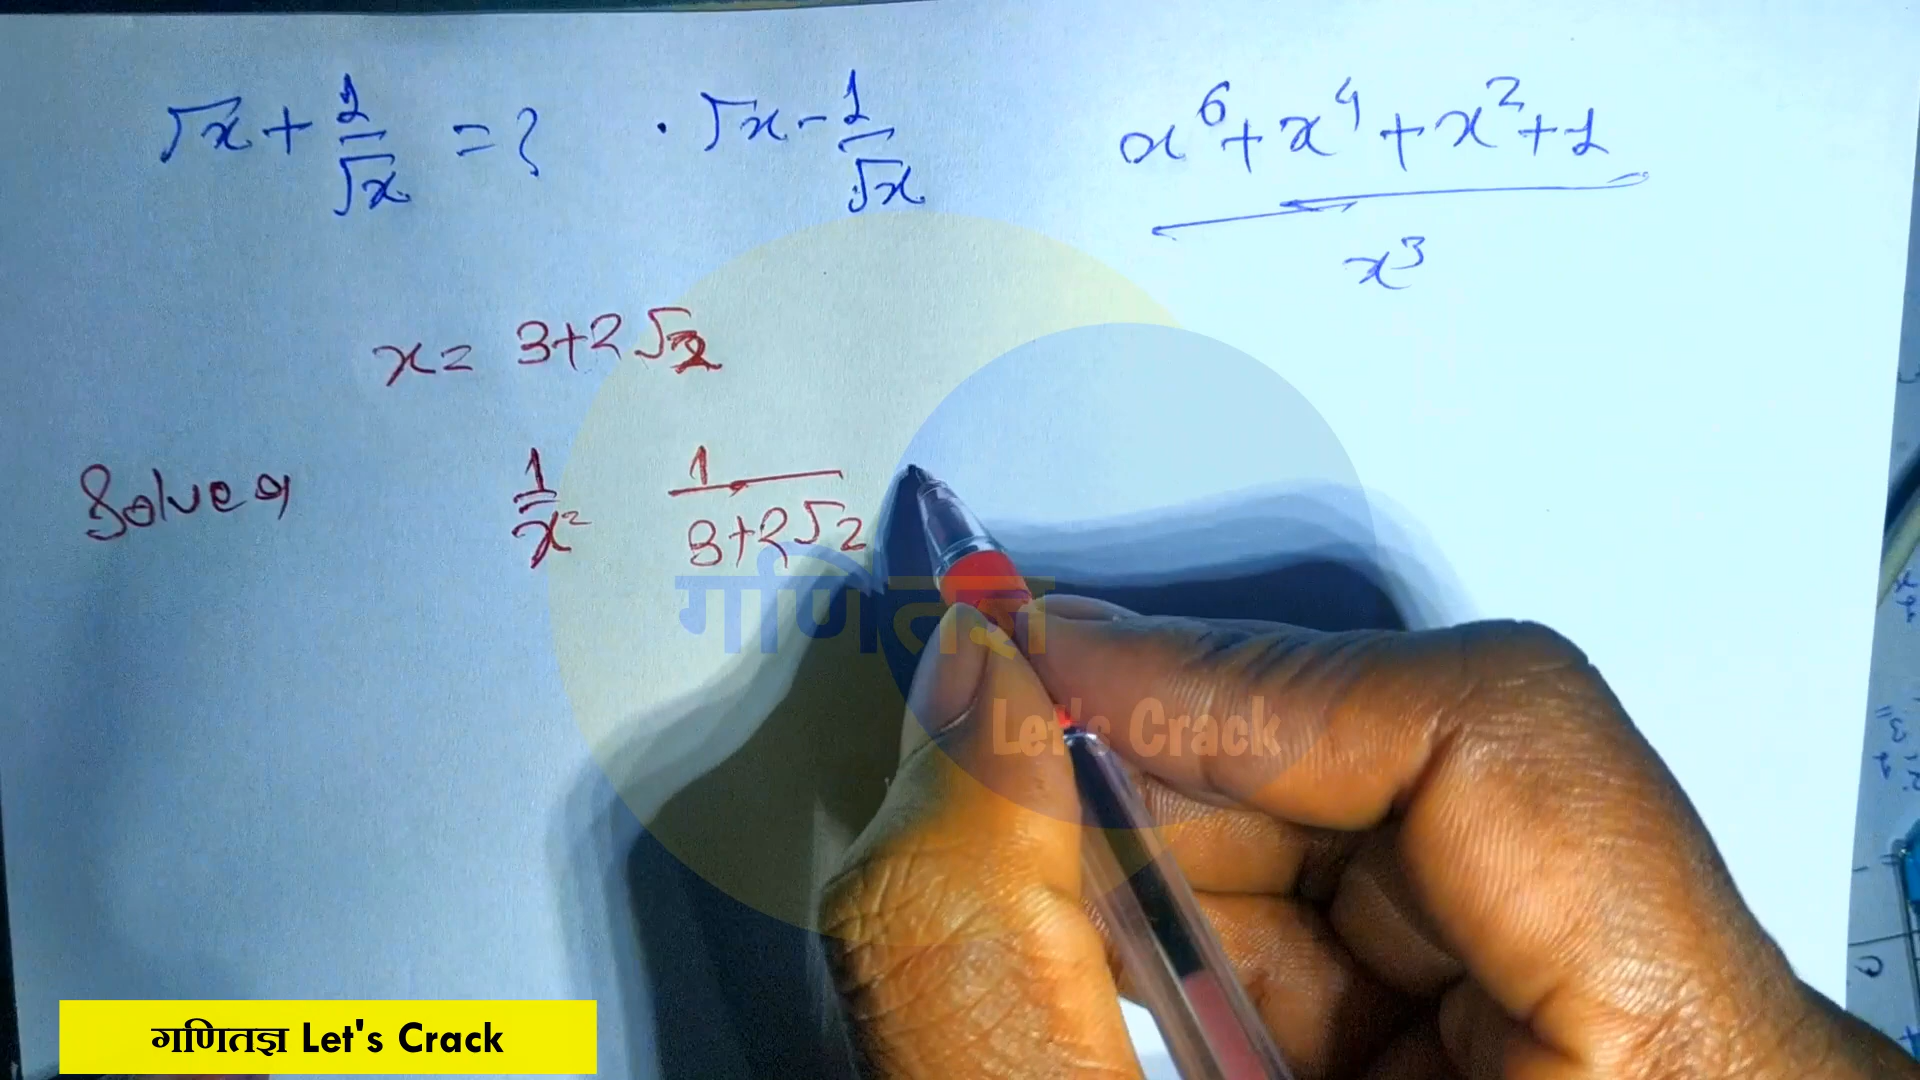 √x + 1/√x = ? · √x - 1/√x
x⁶ + x⁴ + x² + 1
x³
x = 3+2√2
Solve
1/x = 1/3+2√2
गणितज्ञ
Let's Crack
गणितज्ञ Let's Crack